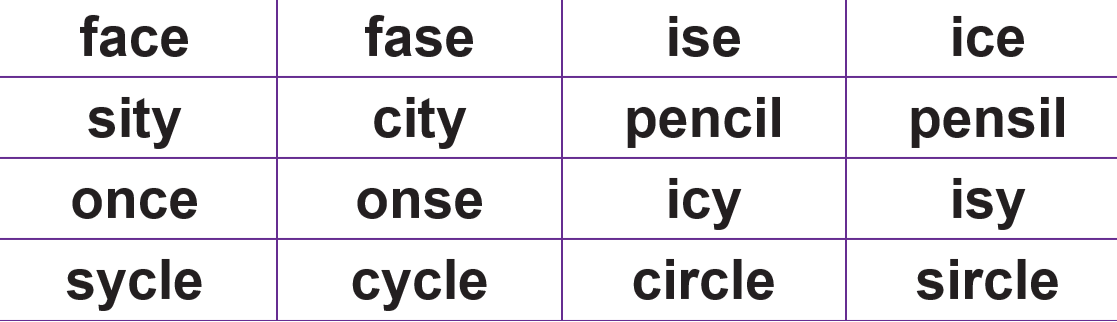 face fase ise ice
sity city pencil pensil
once onse icy isy
sycle cycle circle sircle